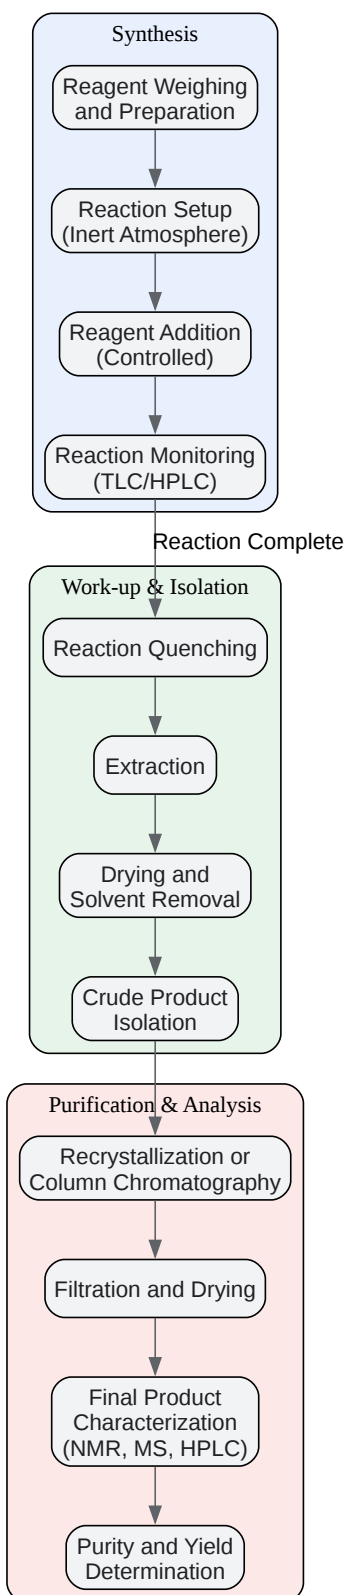 Synthesis
Reagent Weighing
and Preparation
Reaction Setup
(Inert Atmosphere)
Reagent Addition
(Controlled)
Reaction Monitoring
(TLC/HPLC)
Reaction Complete
Work-up & Isolation
Reaction Quenching
Extraction
Drying and
Solvent Removal
Crude Product
Isolation
Purification & Analysis
Recrystallization or
Column Chromatography
Filtration and Drying
Final Product
Characterization
(NMR, MS, HPLC)
Purity and Yield
Determination